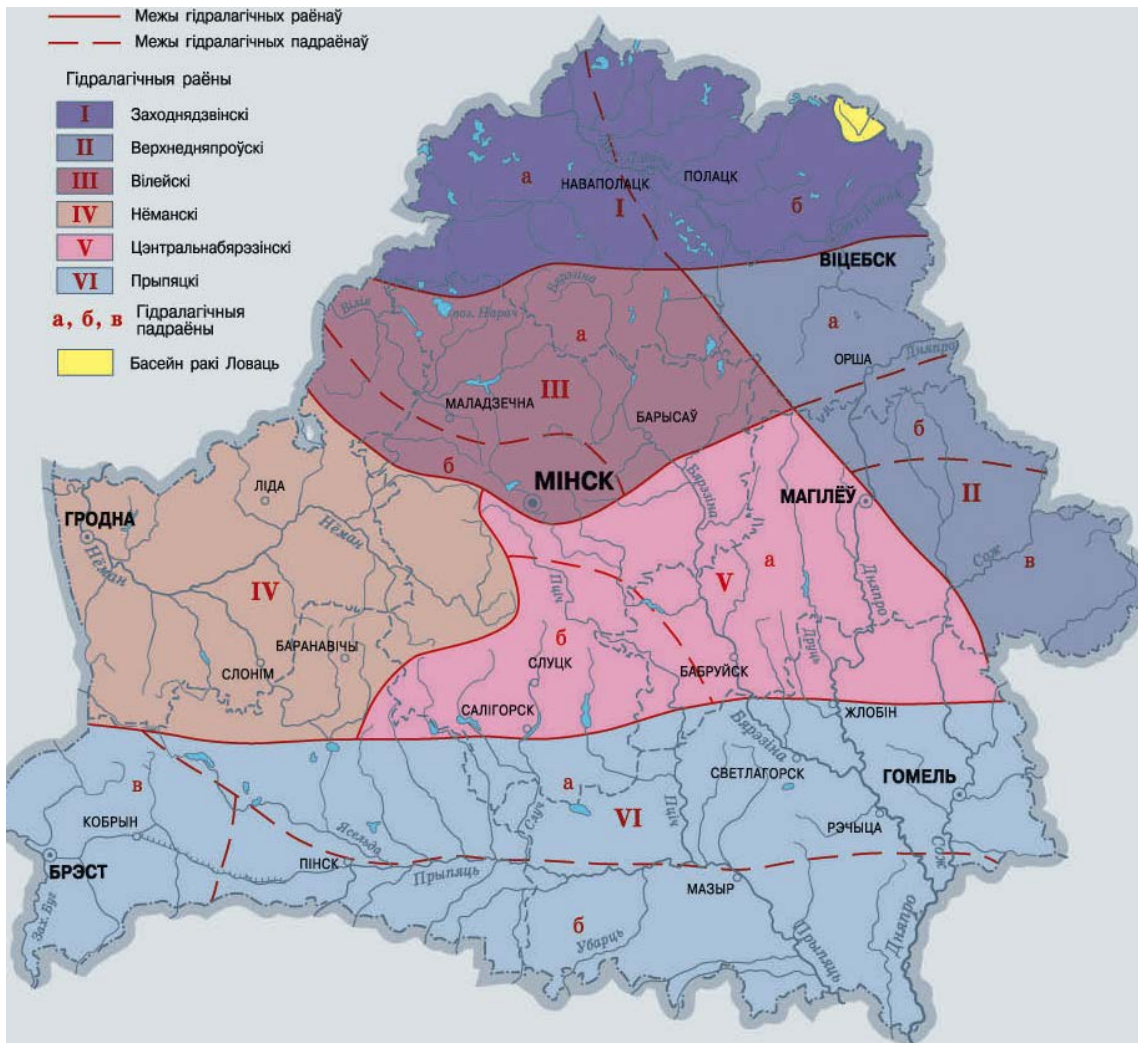 Межы гідралагічных раёнаў
Межы гідралагічных падраёнаў
Гідралагічныя раёны
I Заходнядзвінскі
II Верхнедняпроўскі
III Вілейскі
IV Нёманскі
V Цэнтральнабярэзінскі
VI Прыпяцкі
а, б, в Гідралагічныя
падраёны
Басейн ракі Ловаць
а
НАВАПОЛАЦК
ПОЛАЦК
I
б
ВІЦЕБСК
Вілія
воз. Нарач
Бярэзіна
а
а
ОРША
Дняпро
III
МАЛАДЗЕЧНА
БАРЫСАЎ
б
б
МІНСК
Бярэзіна
МАГІЛЁЎ
II
ЛІДА
ГРОДНА
Нёман
Нёман
Сож
в
IV
Пціч
V
а
Дняпро
Друць
б
БАРАНАВІЧЫ
СЛОНІМ
СЛУЦК
БАБРУЙСК
САЛІГОРСК
ЖЛОБІН
Бярэзіна
в
а
СВЕТЛАГОРСК
ГОМЕЛЬ
VI
КОБРЫН
Ясельда
Случ
Пціч
РЭЧЫЦА
БРЭСТ
ПІНСК
Прыпяць
МАЗЫР
Сож
Зах. Буг
б
Убарць
Прыпяць
Дняпро